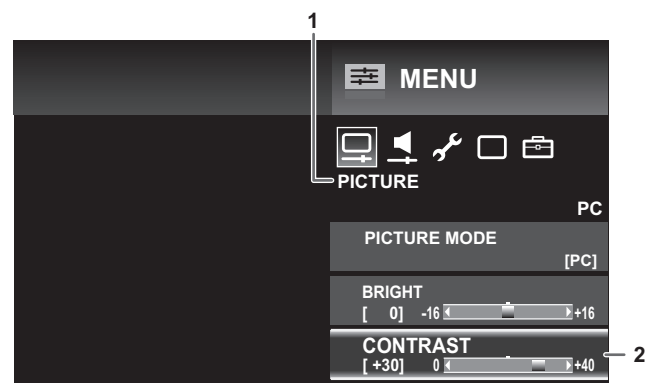 1
MENU
PICTURE
PC
PICTURE MODE
[PC]
BRIGHT
[ 0] -16 +16
CONTRAST
[ +30] 0 +40
2